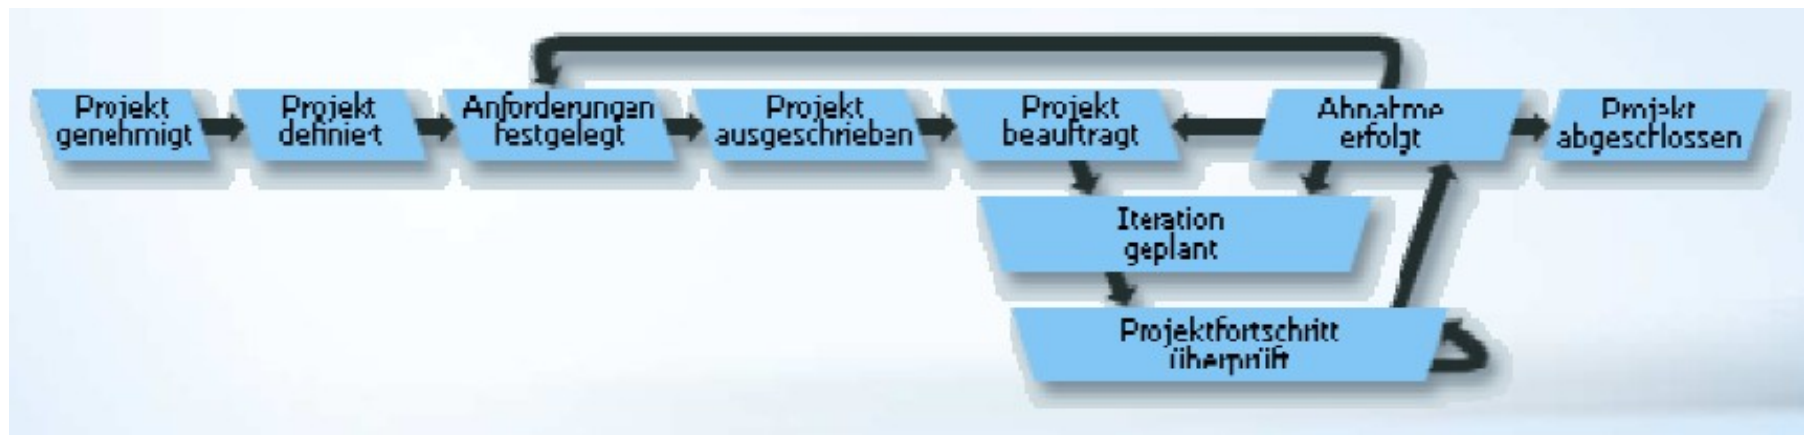 Projekt
genehmigt
Projekt
definiert
Anforderungen
festgelegt
Projekt
ausgeschrieben
Projekt
beauftragt
Abnahme
erfolgt
Projekt
abgeschlossen
Iteration
geplant
Projektfortschritt
überprüft